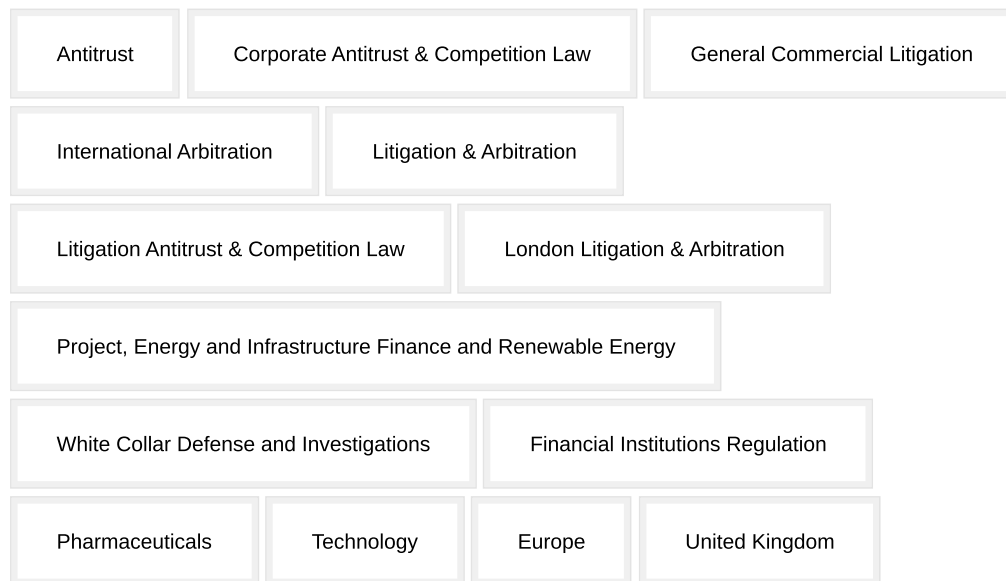 Antitrust Corporate Antitrust & Competition Law General Commercial Litigation
International Arbitration Litigation & Arbitration
Litigation Antitrust & Competition Law London Litigation & Arbitration
Project, Energy and Infrastructure Finance and Renewable Energy
White Collar Defense and Investigations Financial Institutions Regulation
Pharmaceuticals Technology Europe United Kingdom